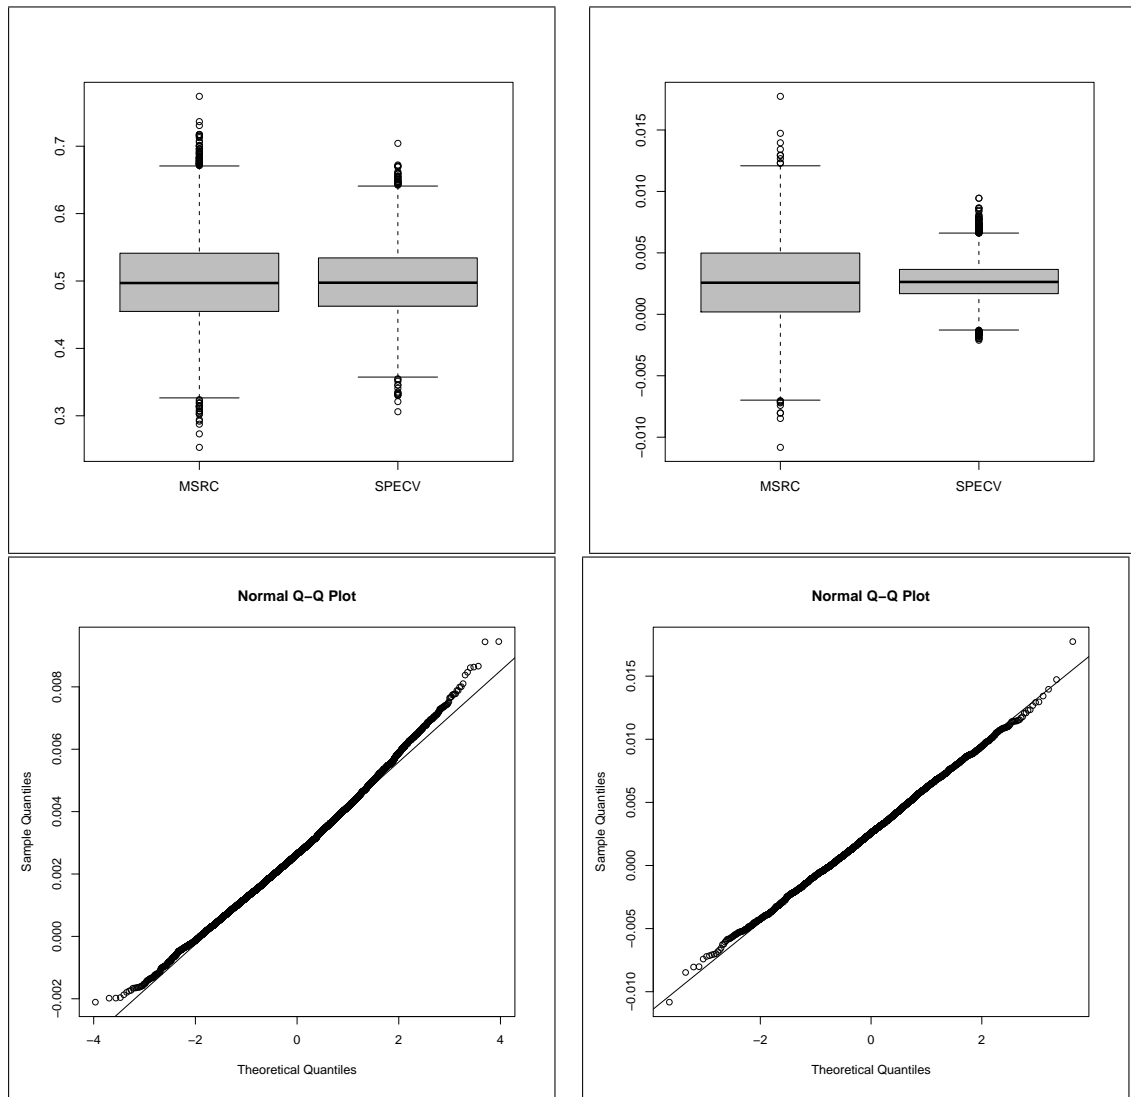 0.7
0.6
0.5
0.4
0.3
MSRC SPECV
0.015
0.010
0.005
0.000
−0.005
−0.010
MSRC SPECV
Normal Q−Q Plot
0.008
0.006
0.004
0.002
0.000
−0.002
Sample Quantiles
−4 −2 0 2 4
Theoretical Quantiles
Normal Q−Q Plot
0.015
0.010
0.005
0.000
−0.005
−0.010
Sample Quantiles
−2 0 2
Theoretical Quantiles